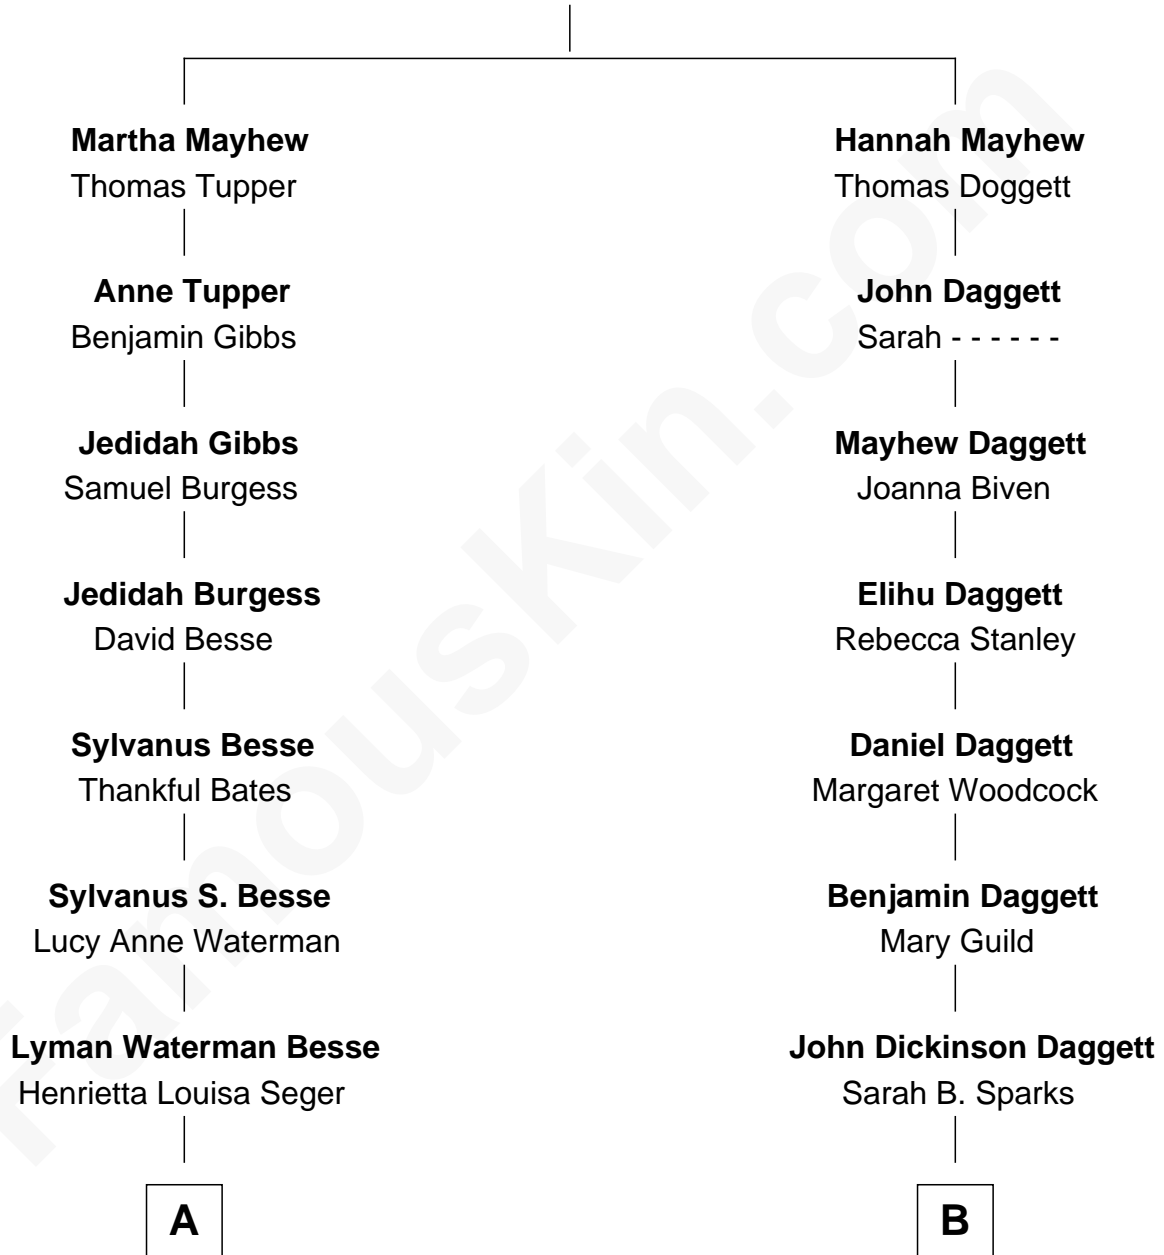 Martha Mayhew
Thomas Tupper
Hannah Mayhew
Thomas Doggett
Anne Tupper
Benjamin Gibbs
John Daggett
Sarah - - - - - -
Jedidah Gibbs
Samuel Burgess
Mayhew Daggett
Joanna Biven
Jedidah Burgess
David Besse
Elihu Daggett
Rebecca Stanley
Sylvanus Besse
Thankful Bates
Daniel Daggett
Margaret Woodcock
Sylvanus S. Besse
Lucy Anne Waterman
Benjamin Daggett
Mary Guild
Lyman Waterman Besse
Henrietta Louisa Seger
John Dickinson Daggett
Sarah B. Sparks
A
B
FamousKin.com